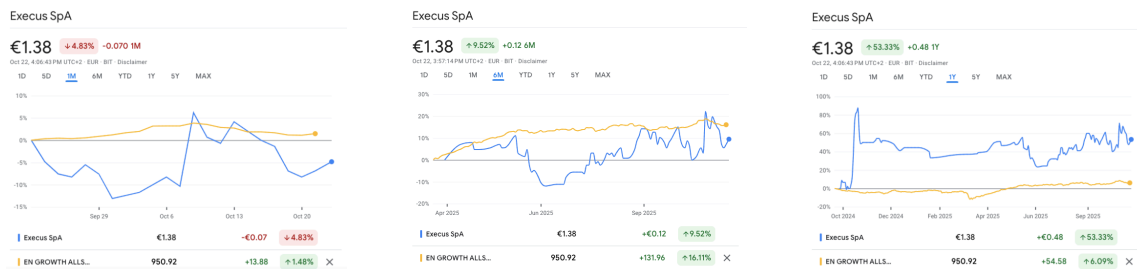 Execus SpA
€1.38 ↓4.83% -0.070 1M
Oct 22, 4:06:43 PM UTC+2 · EUR · BIT · Disclaimer
1D 5D 1M 6M YTD 1Y 5Y MAX
10%
5%
0%
-5%
-10%
-15%
Sep 29 Oct 6 Oct 13 Oct 20
Execus SpA €1.38 -€0.07 ↓4.83%
EN GROWTH ALLS... 950.92 +13.88 ↑1.48%
Execus SpA
€1.38 ↑9.52% +0.12 6M
Oct 22, 3:57:14 PM UTC+2 · EUR · BIT · Disclaimer
1D 5D 1M 6M YTD 1Y 5Y MAX
30%
20%
10%
0%
-10%
-20%
Apr 2025 Jun 2025 Sep 2025
Execus SpA €1.38 +€0.12 ↑9.52%
EN GROWTH ALLS... 950.92 +131.96 ↑16.11%
Execus SpA
€1.38 ↑53.33% +0.48 1Y
Oct 22, 4:06:43 PM UTC+2 · EUR · BIT · Disclaimer
1D 5D 1M 6M YTD 1Y 5Y MAX
100%
80%
60%
40%
20%
0%
-20%
Oct 2024 Dec 2024 Feb 2025 Apr 2025 Jun 2025 Sep 2025
Execus SpA €1.38 +€0.48 ↑53.33%
EN GROWTH ALLS... 950.92 +54.58 ↑6.09%